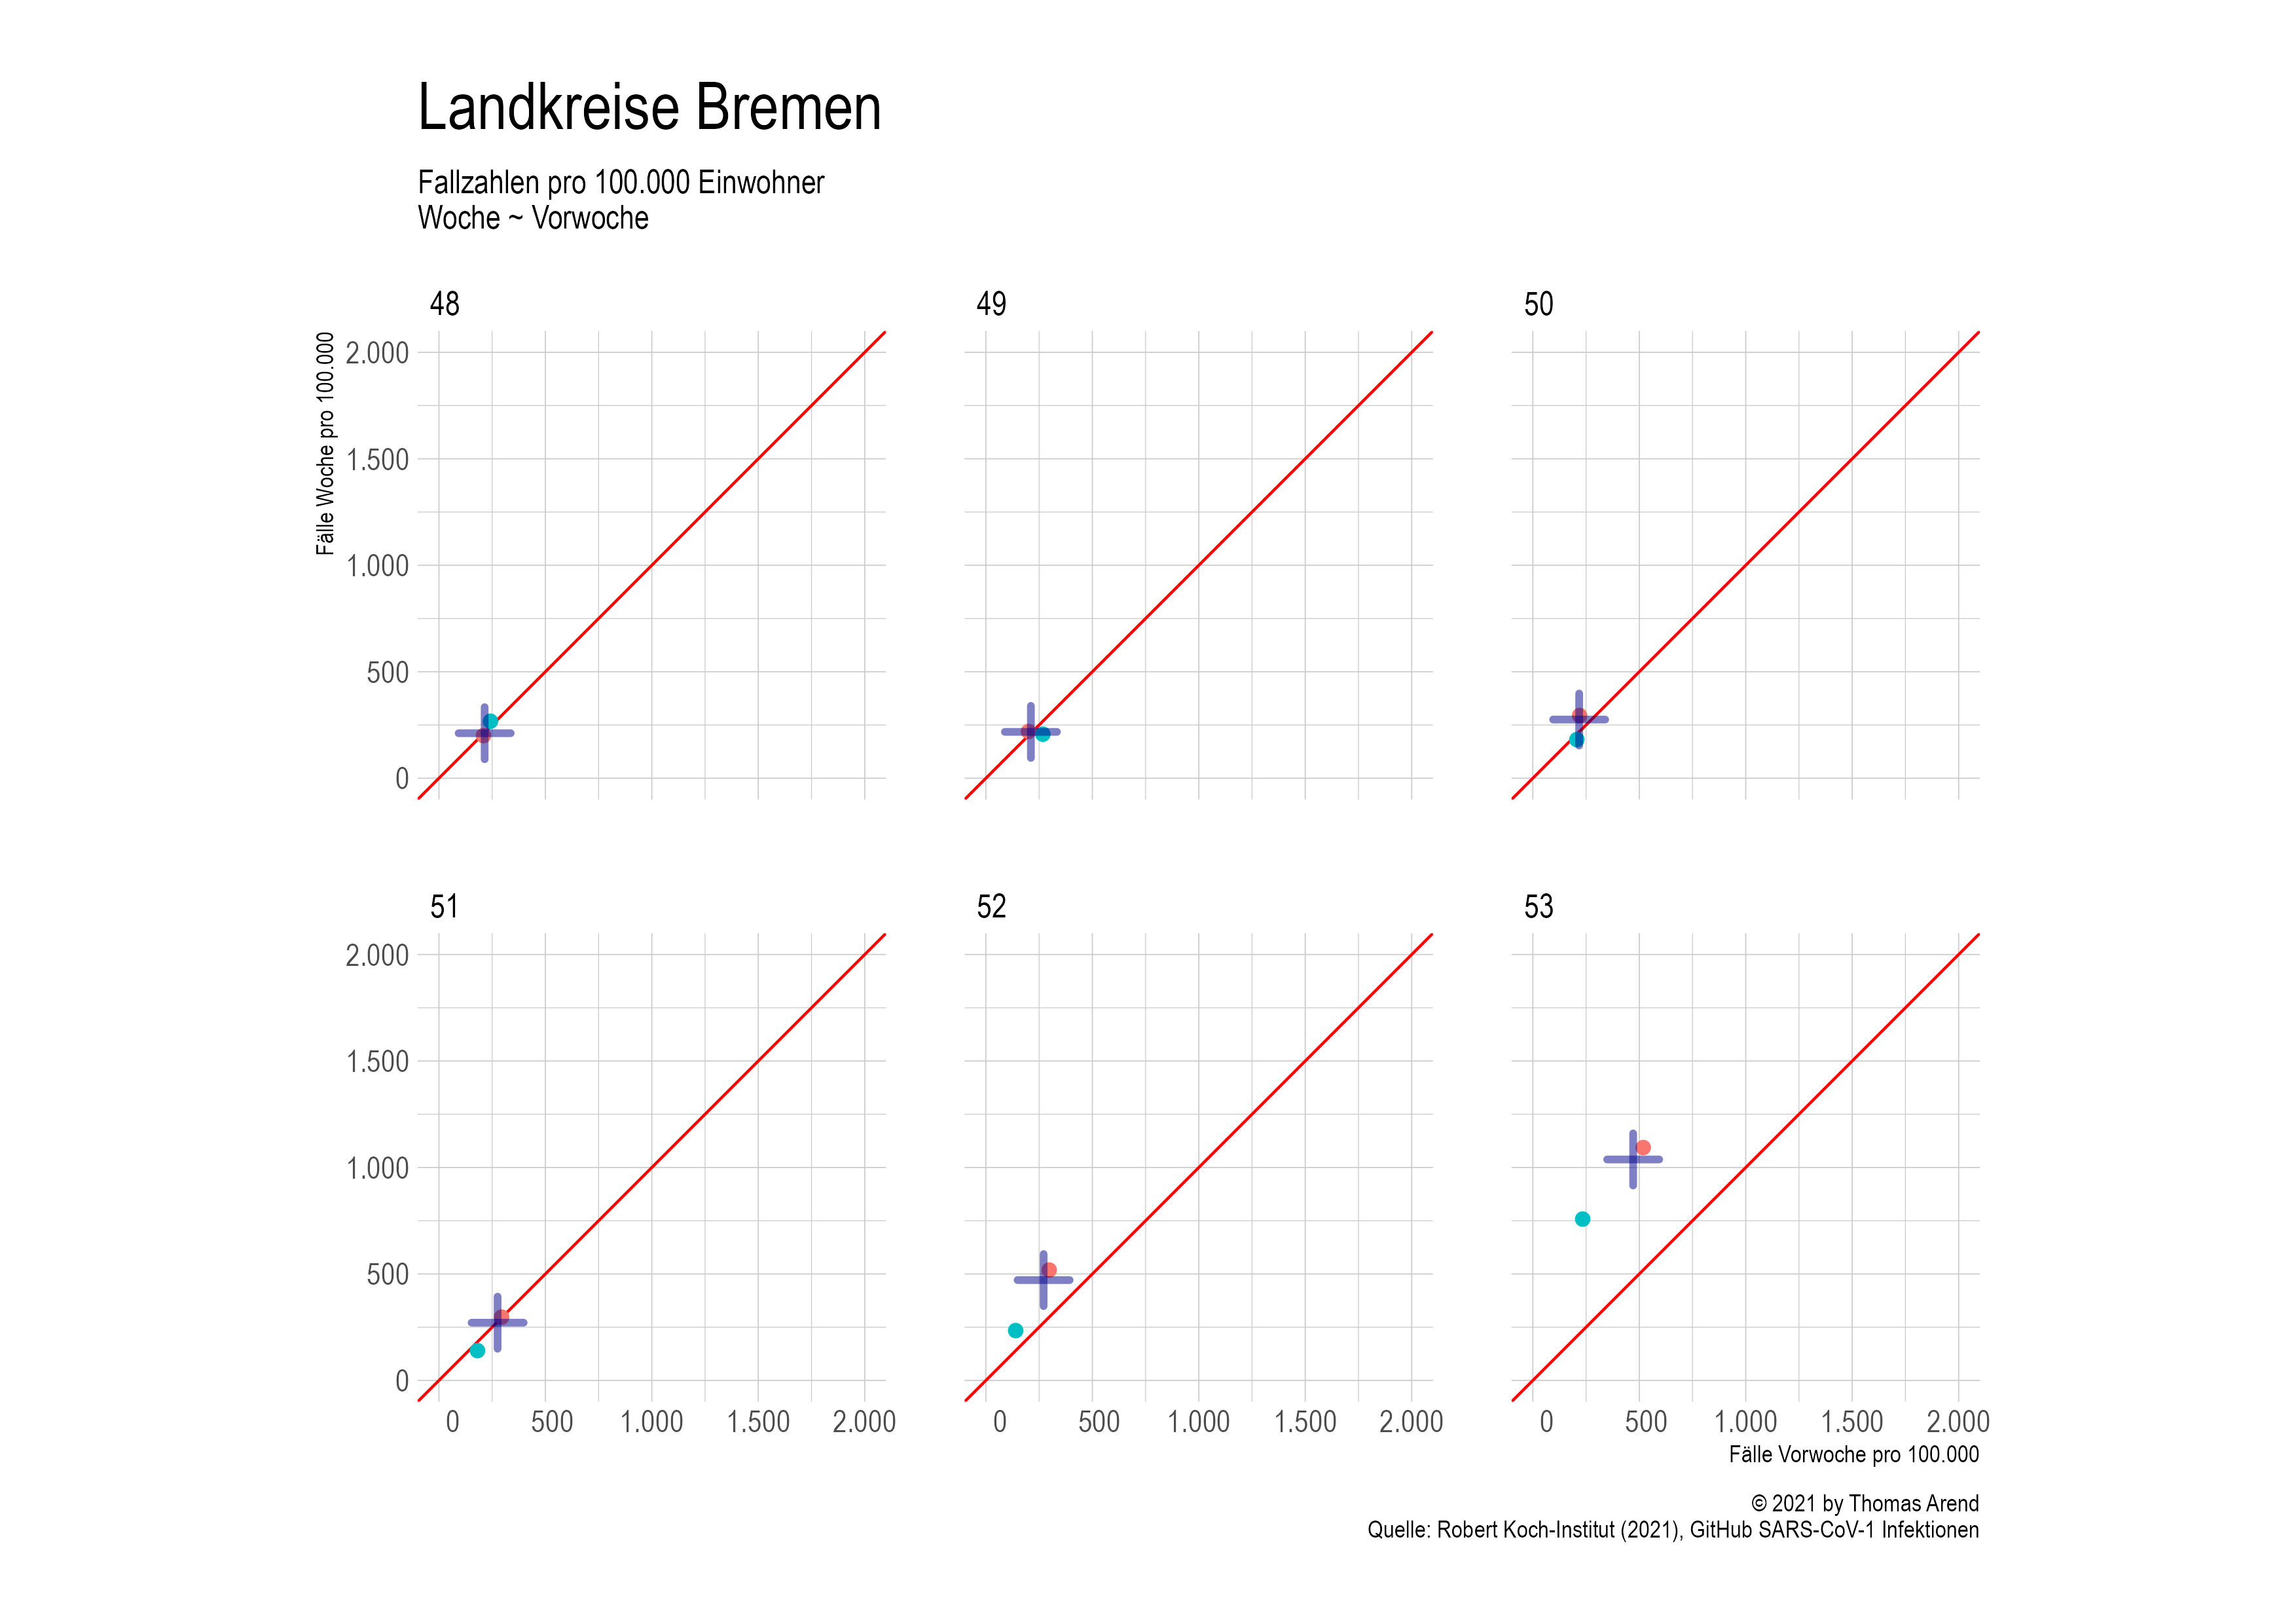 Landkreise Bremen
Fallzahlen pro 100.000 Einwohner
Woche ~ Vorwoche
48
49
50
Fälle Woche pro 100.000
2.000
1.500
1.000
500
0
51
52
53
2.000
1.500
1.000
500
0
0 500 1.000 1.500 2.000
0 500 1.000 1.500 2.000
0 500 1.000 1.500 2.000
Fälle Vorwoche pro 100.000
© 2021 by Thomas Arend
Quelle: Robert Koch-Institut (2021), GitHub SARS-CoV-1 Infektionen